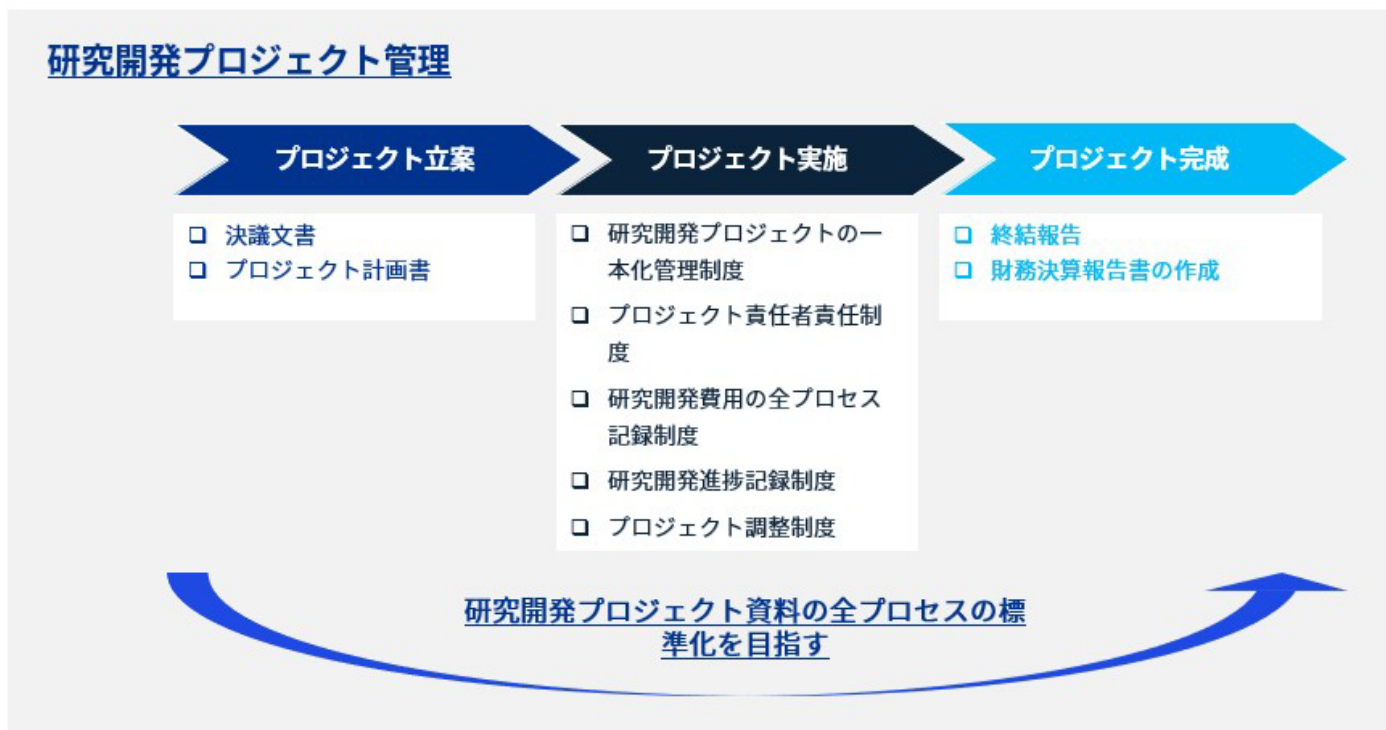 研究開発プロジェクト管理
プロジェクト立案
プロジェクト実施
プロジェクト完成
決議文書
プロジェクト計画書
研究開発プロジェクトの一
本化管理制度
プロジェクト責任者責任制
度
研究開発費用の全プロセス
記録制度
研究開発進捗記録制度
プロジェクト調整制度
終結報告
財務決算報告書の作成
研究開発プロジェクト資料の全プロセスの標
準化を目指す